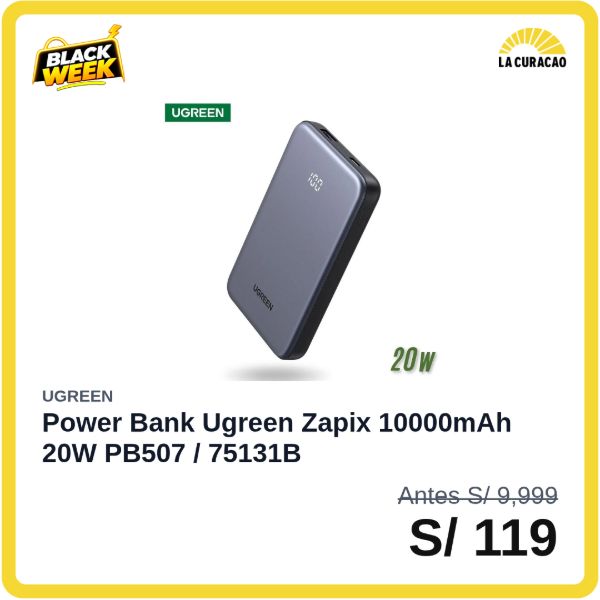 BLACK
WEEK
LA CURACAO
UGREEN
100
UGREEN
20W
UGREEN
Power Bank Ugreen Zapix 10000mAh
20W PB507 / 75131B
Antes S/ 9,999
S/ 119